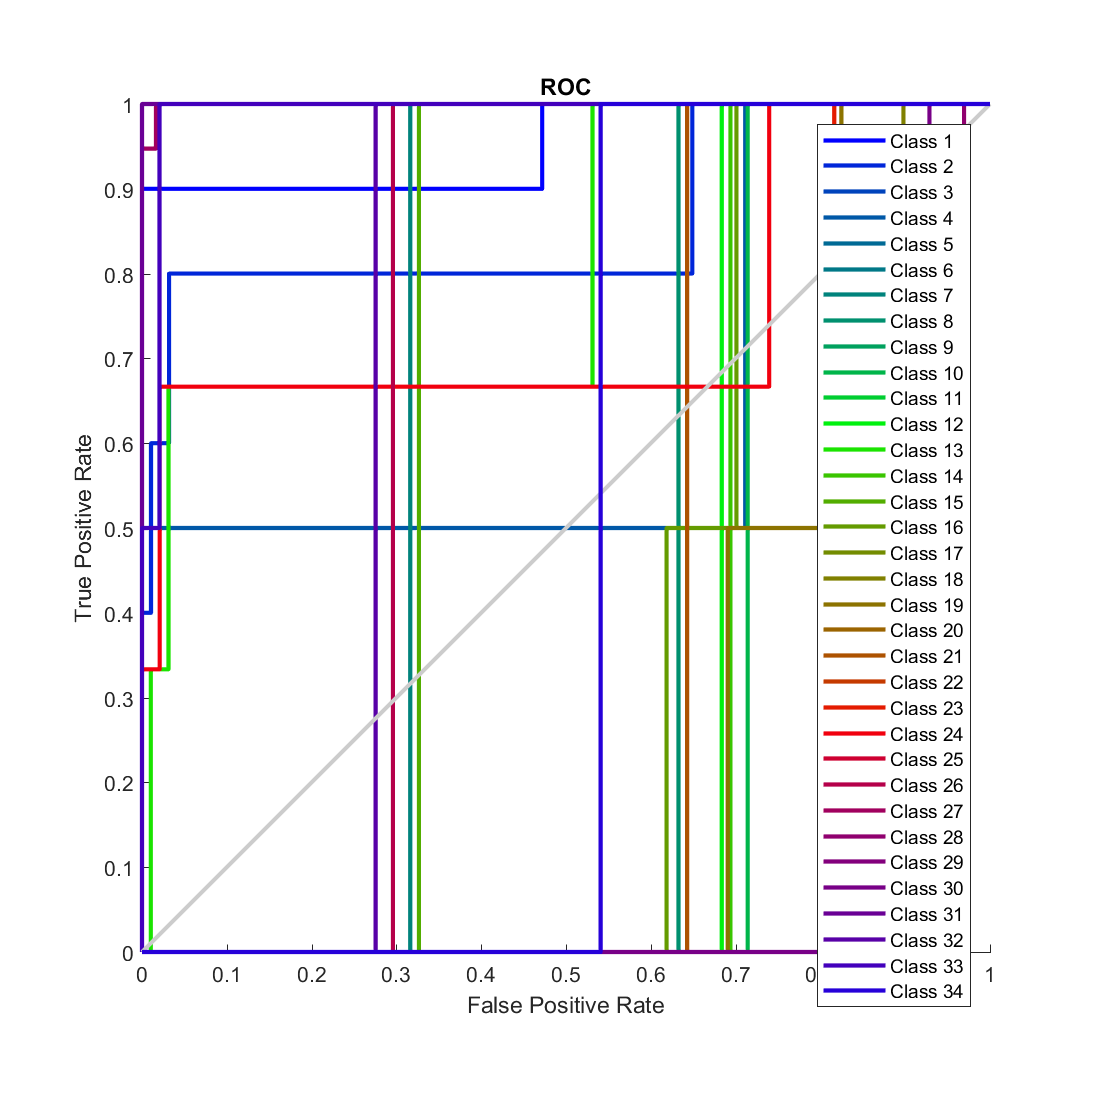 ROC
1
0.9
0.8
0.7
0.6
0.5
0.4
0.3
0.2
0.1
0
True Positive Rate
0 0.1 0.2 0.3 0.4 0.5 0.6 0.7 1
False Positive Rate
Class 1
Class 2
Class 3
Class 4
Class 5
Class 6
Class 7
Class 8
Class 9
Class 10
Class 11
Class 12
Class 13
Class 14
Class 15
Class 16
Class 17
Class 18
Class 19
Class 20
Class 21
Class 22
Class 23
Class 24
Class 25
Class 26
Class 27
Class 28
Class 29
Class 30
Class 31
Class 32
Class 33
Class 34